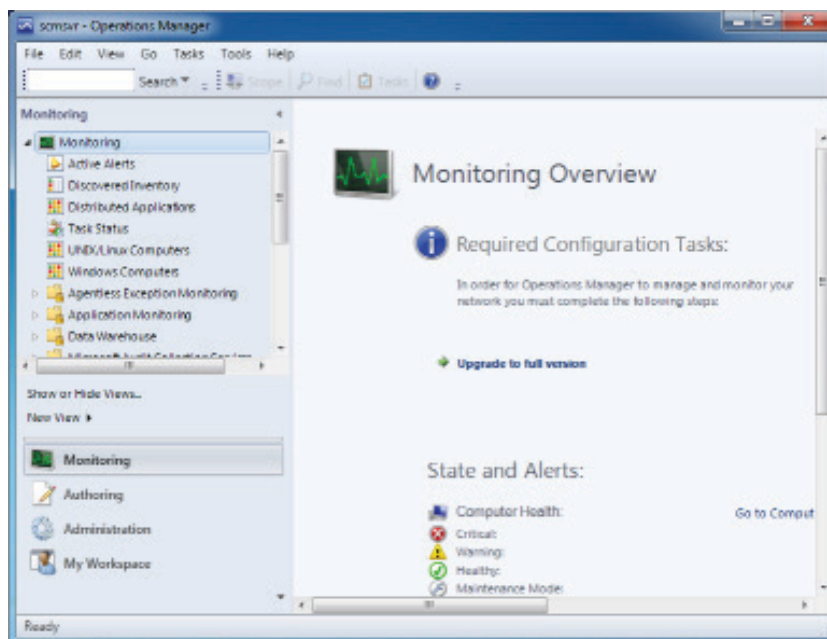 scmsvr - Operations Manager
File Edit View Go Tasks Tools Help
Search Scope Find Tasks
Monitoring
Monitoring
Active Alerts
Discovered Inventory
Distributed Applications
Task Status
UNIX/Linux Computers
Windows Computers
Agentless Exception Monitoring
Application Monitoring
Data Warehouse
Show or Hide Views...
New View
Monitoring
Authoring
Administration
My Workspace
Monitoring Overview
Required Configuration Tasks:
In order for Operations Manager to manage and monitor your
network you must complete the following steps:
Upgrade to full version
State and Alerts:
Computer Health: Go to Comput
Critical:
Warning:
Healthy:
Maintenance Mode:
Ready